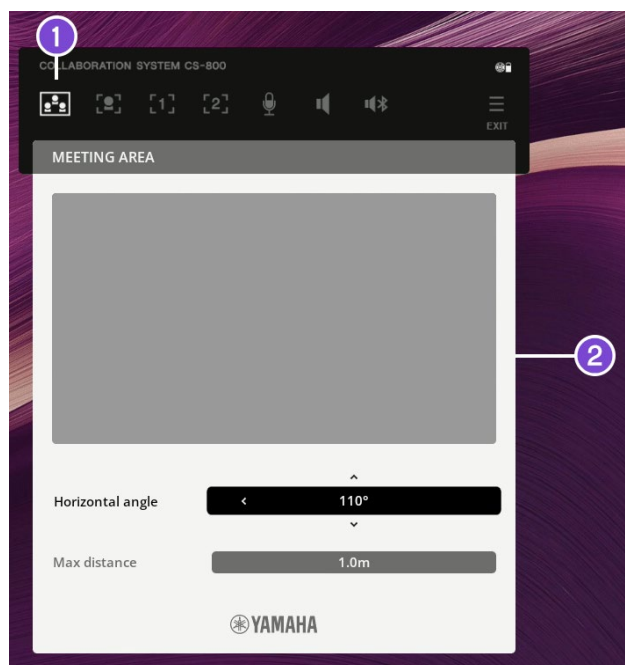 1
COLLABORATION SYSTEM CS-800
[1] [2]
EXIT
MEETING AREA
2
Horizontal angle < 110°
Max distance 1.0m
YAMAHA